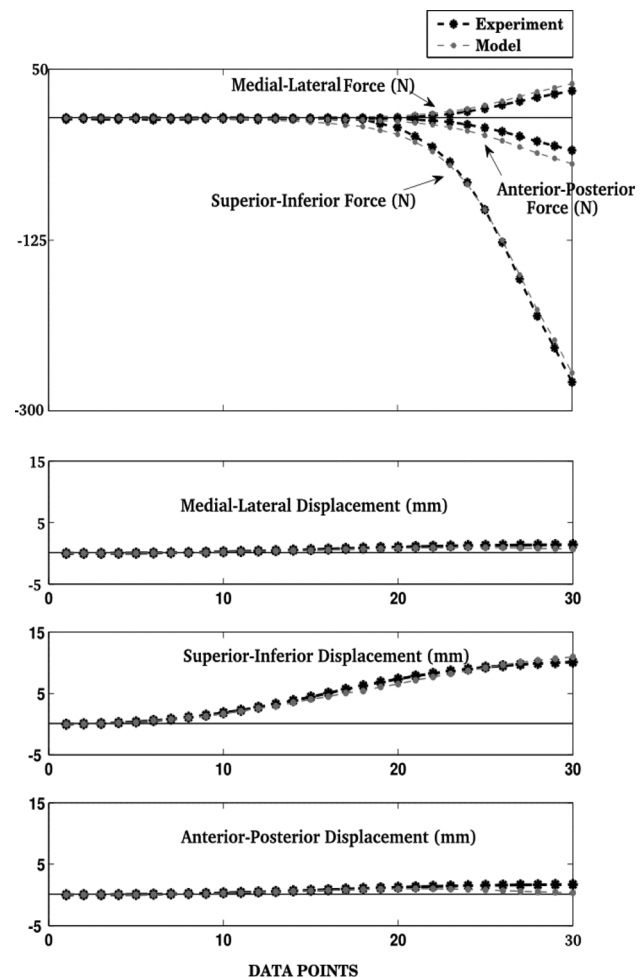 Experiment
Model
50
Medial-Lateral Force (N)
Superior-Inferior Force (N)
Anterior-Posterior
Force (N)
-125
-300
15
Medial-Lateral Displacement (mm)
5
-5
0
10
20
30
15
Superior-Inferior Displacement (mm)
5
-5
0
10
20
30
15
Anterior-Posterior Displacement (mm)
5
-5
0
10
20
30
DATA POINTS